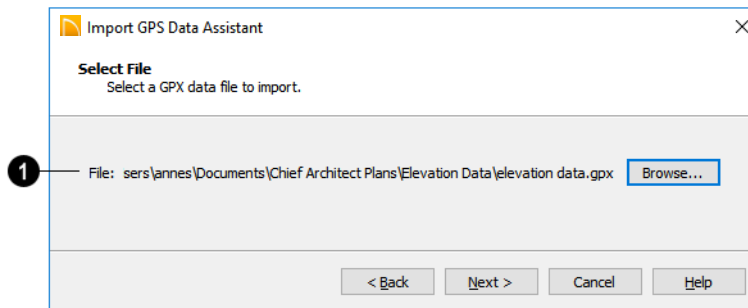 Import GPS Data Assistant
Select File
Select a GPX data file to import.
1
File: sers\annes\Documents\Chief Architect Plans\Elevation Data\elevation data.gpx Browse...
< Back Next > Cancel Help